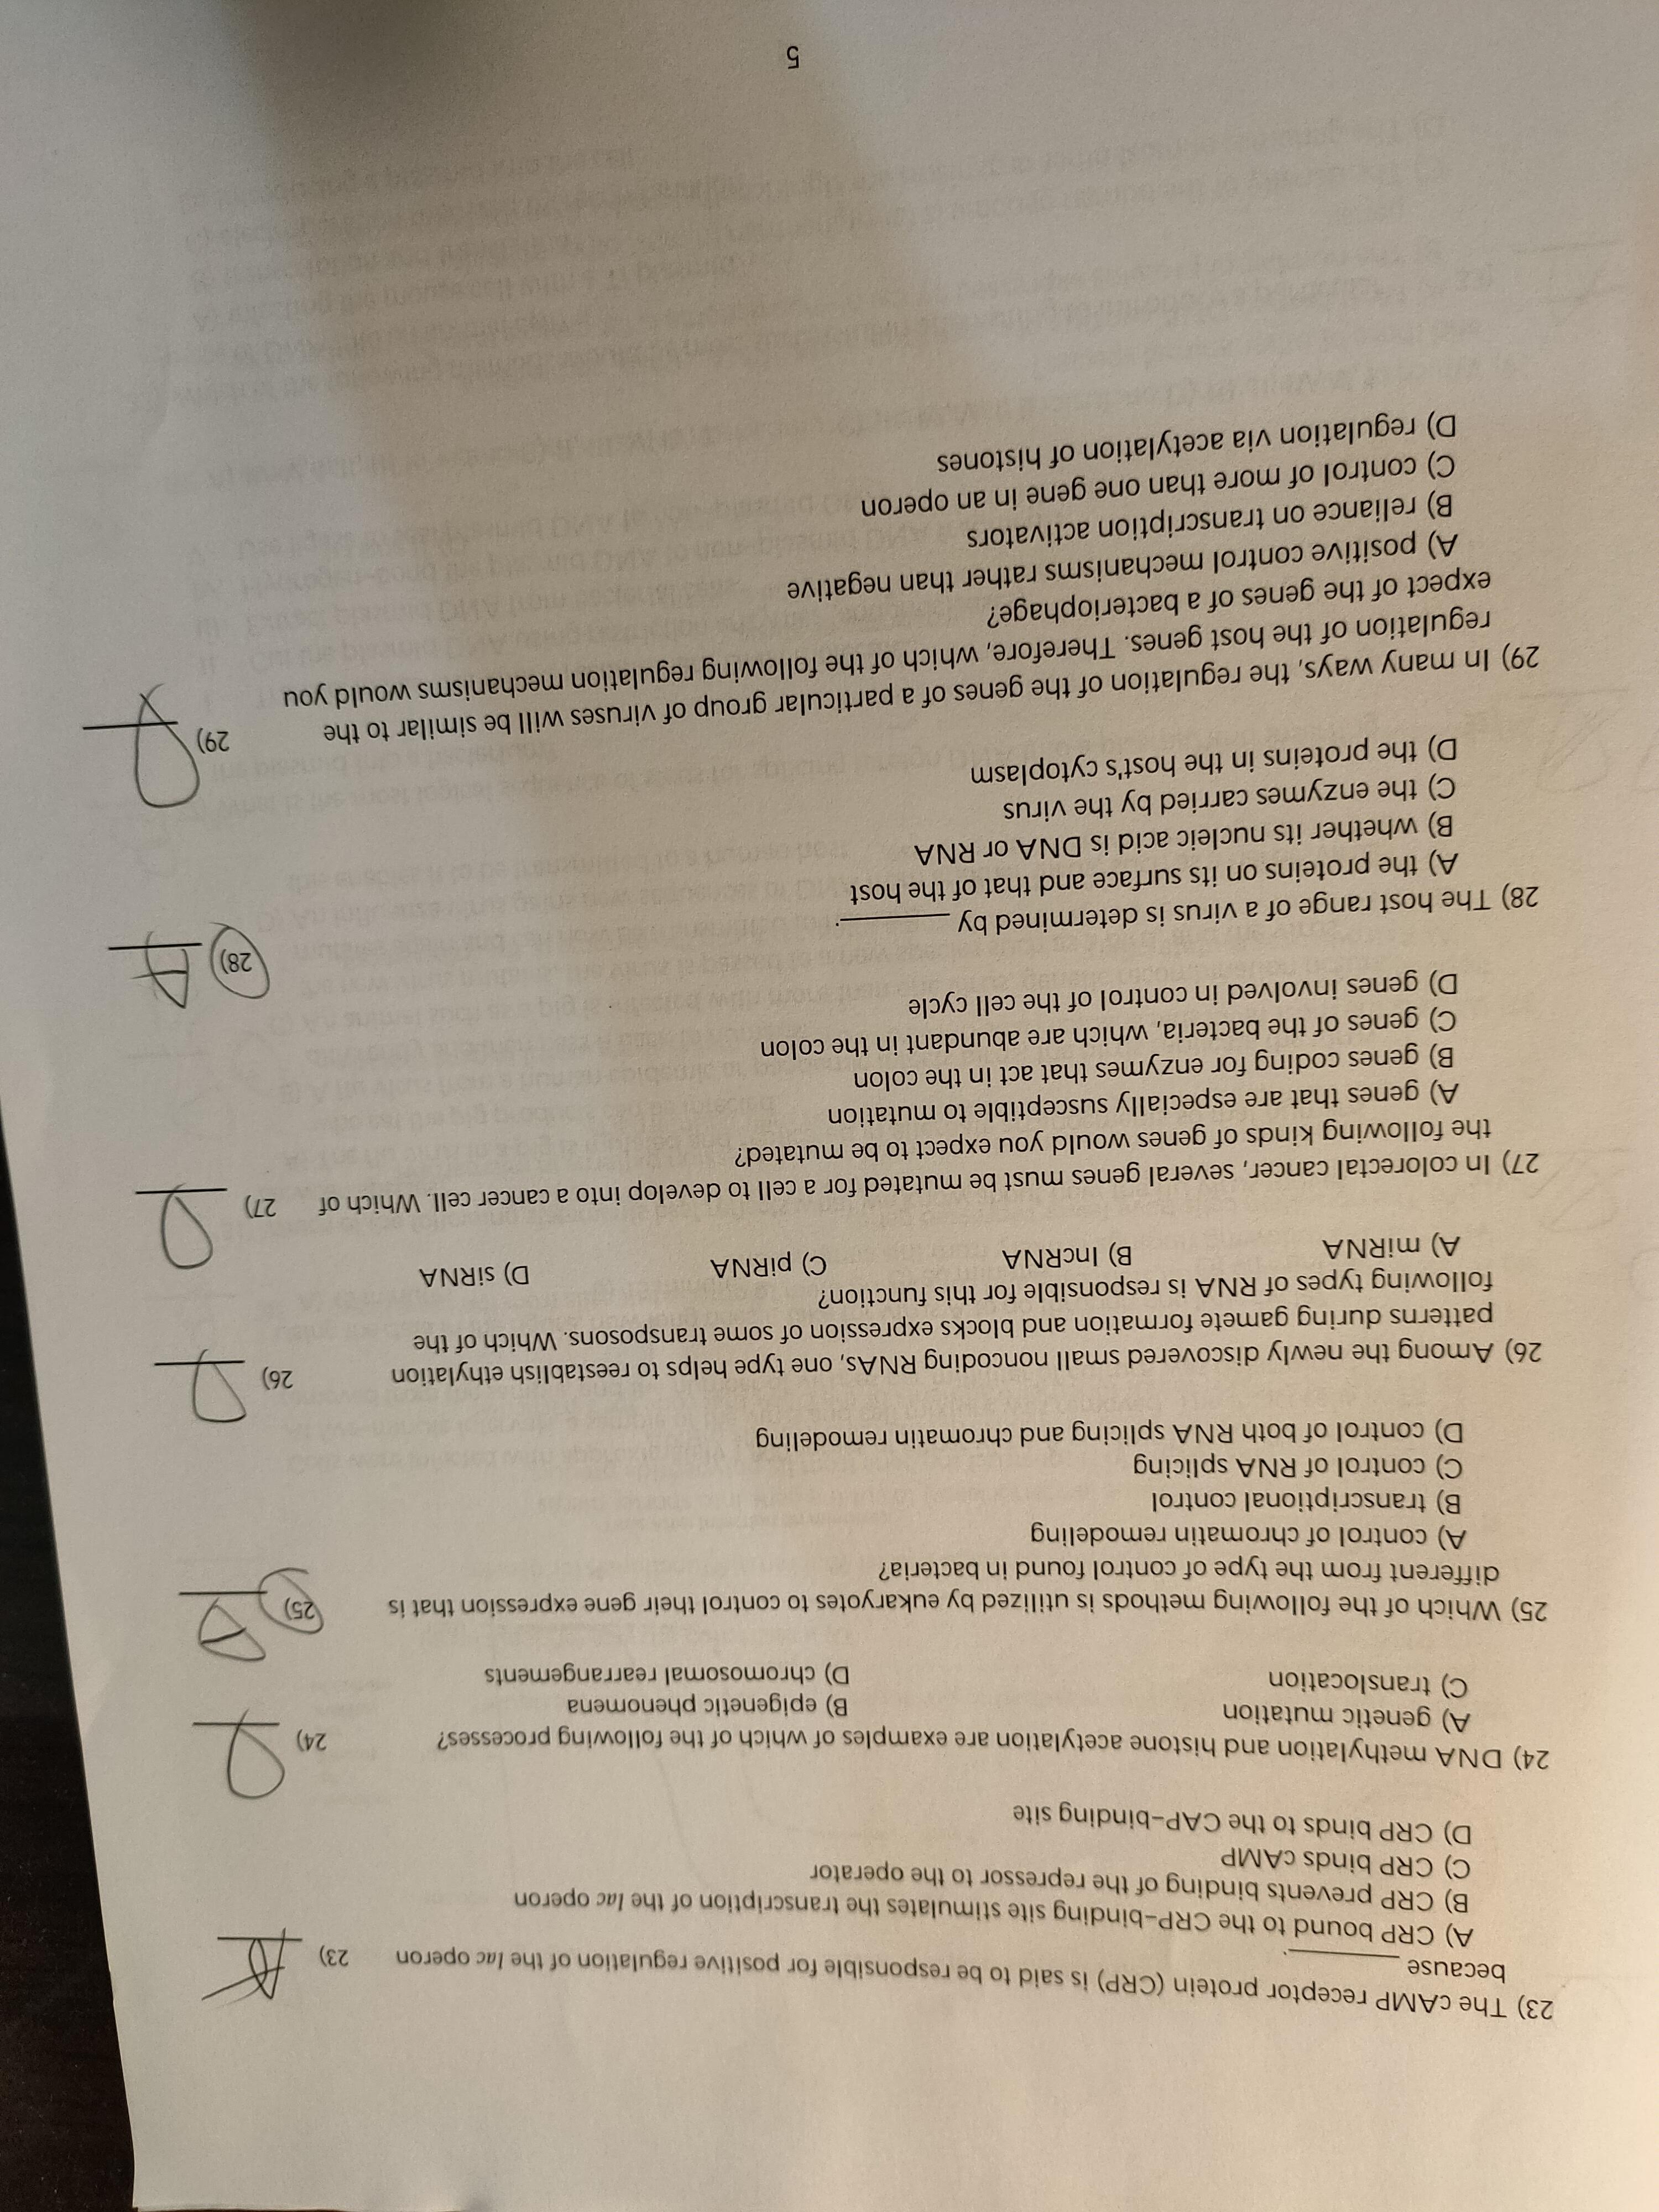 23) The cAMP receptor protein (CRP) is said to be responsible for positive regulation of the lac operon 23) A
because ________.
A) CRP bound to the CRP-binding site stimulates the transcription of the lac operon
B) CRP prevents binding of the repressor to the operator
C) CRP binds cAMP
D) CRP binds to the CAP-binding site
24) DNA methylation and histone acetylation are examples of which of the following processes? 24)
A) genetic mutation B) epigenetic phenomena
C) translocation D) chromosomal rearrangements
25) Which of the following methods is utilized by eukaryotes to control their gene expression that is 25)
different from the type of control found in bacteria?
A) control of chromatin remodeling
B) transcriptional control
C) control of RNA splicing
D) control of both RNA splicing and chromatin remodeling
26) Among the newly discovered small noncoding RNAs, one type helps to reestablish ethylation 26)
patterns during gamete formation and blocks expression of some transposons. Which of the
following types of RNA is responsible for this function?
A) miRNA B) lncRNA C) piRNA D) siRNA
27) In colorectal cancer, several genes must be mutated for a cell to develop into a cancer cell. Which of 27)
the following kinds of genes would you expect to be mutated?
A) genes that are especially susceptible to mutation
B) genes coding for enzymes that act in the colon
C) genes of the bacteria, which are abundant in the colon
D) genes involved in control of the cell cycle
28) The host range of a virus is determined by ________. 28) A
A) the proteins on its surface and that of the host
B) whether its nucleic acid is DNA or RNA
C) the enzymes carried by the virus
D) the proteins in the host's cytoplasm
29) In many ways, the regulation of the genes of a particular group of viruses will be similar to the 29)
regulation of the host genes. Therefore, which of the following regulation mechanisms would you
expect of the genes of a bacteriophage?
A) positive control mechanisms rather than negative
B) reliance on transcription activators
C) control of more than one gene in an operon
D) regulation via acetylation of histones
5